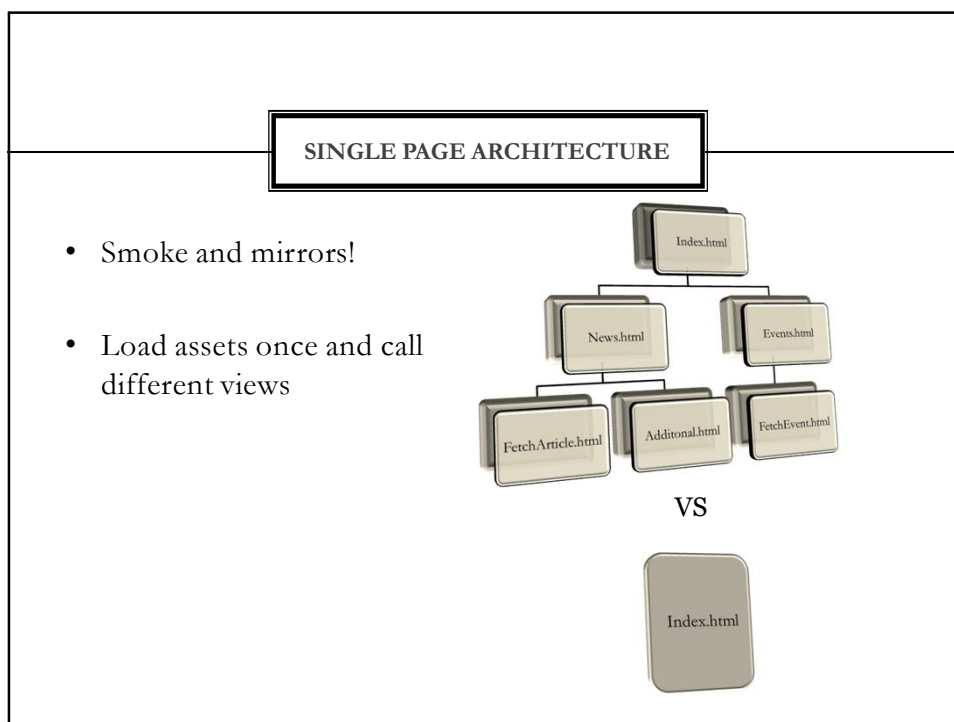 SINGLE PAGE ARCHITECTURE
• Smoke and mirrors!
• Load assets once and call
different views
Index.html
News.html
Events.html
FetchArticle.html
Additonal.html
FetchEvent.html
vs
Index.html